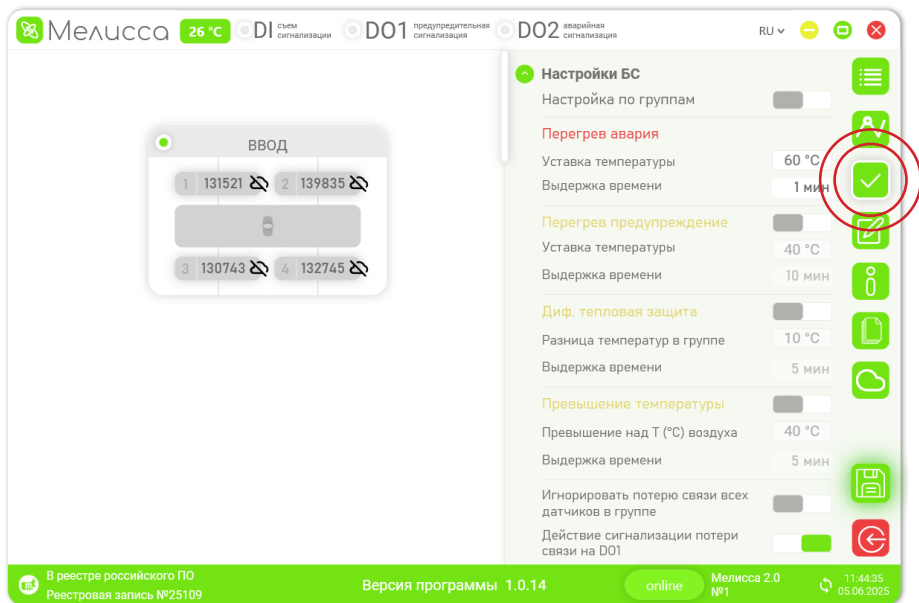 Мелисса 26 °C DI съем сигнализации DO1 предупредительная сигнализация DO2 аварийная сигнализация RU
ВВОД
1 131521 2 139835
3 130743 4 132745
Настройки БС
Настройка по группам
Перегрев авария
Уставка температуры 60 °C
Выдержка времени 1 мин
Перегрев предупреждение
Уставка температуры 40 °C
Выдержка времени 10 мин
Диф. тепловая защита
Разница температур в группе 10 °C
Выдержка времени 5 мин
Превышение температуры
Превышение над T (°C) воздуха 40 °C
Выдержка времени 5 мин
Игнорировать потерю связи всех
датчиков в группе
Действие сигнализации потери
связи на DO1
В реестре российского ПО
Реестровая запись №25109
Версия программы 1.0.14
online
Мелисса 2.0
№1
11:44:35
05.06.2025